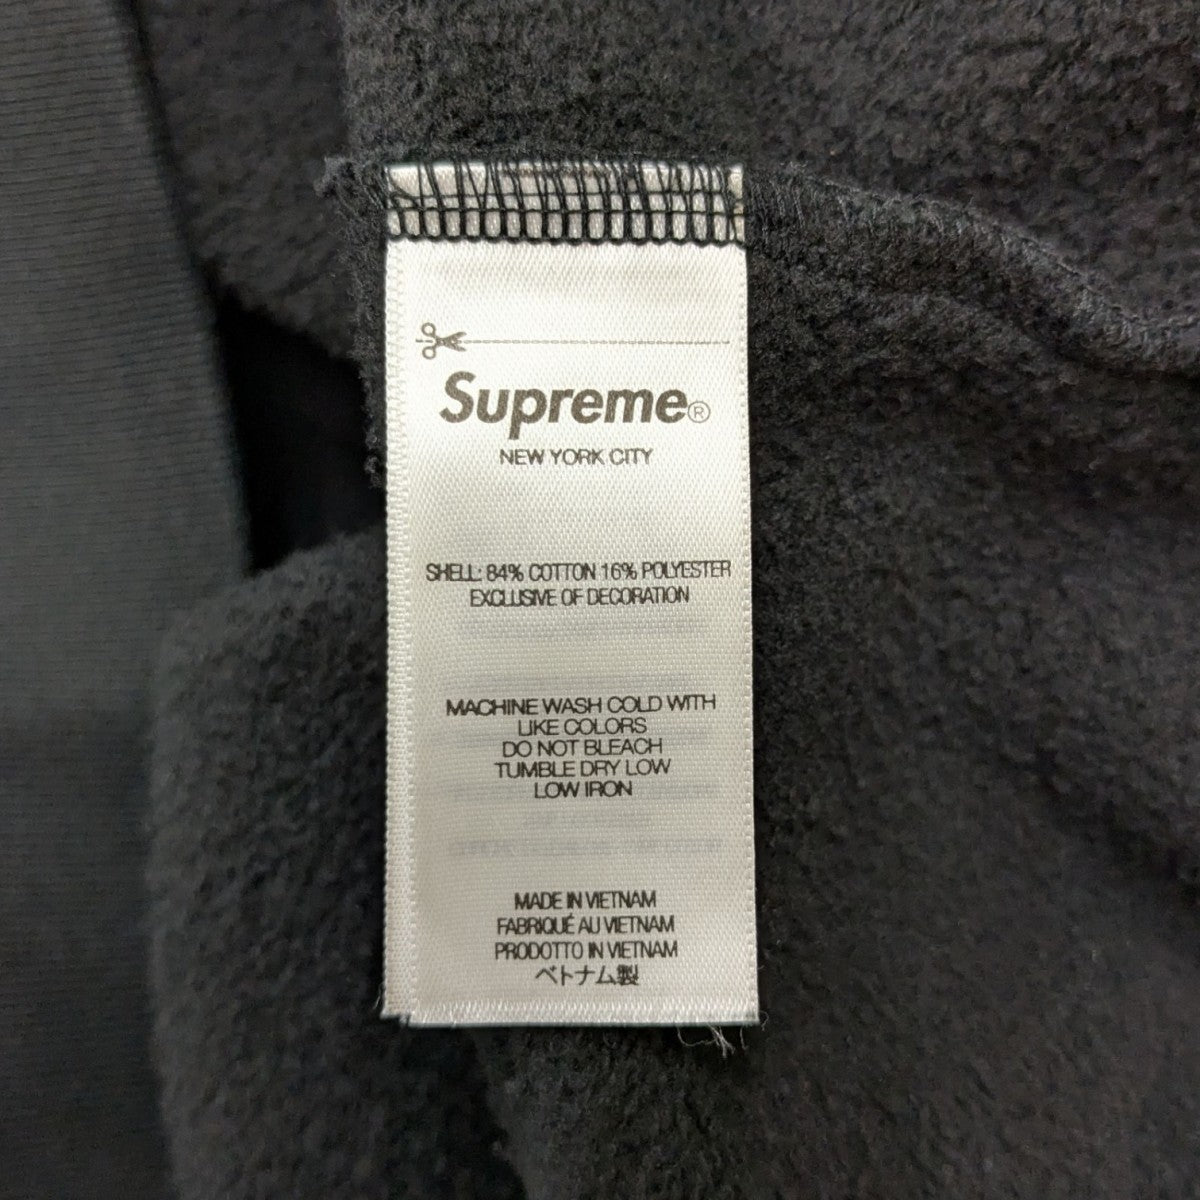 Supreme®
NEW YORK CITY
SHELL: 84% COTTON 16% POLYESTER
EXCLUSIVE OF DECORATION
MACHINE WASH COLD WITH
LIKE COLORS
DO NOT BLEACH
TUMBLE DRY LOW
LOW IRON
MADE IN VIETNAM
FABRIQUÉ AU VIETNAM
PRODOTTO IN VIETNAM
ベトナム製